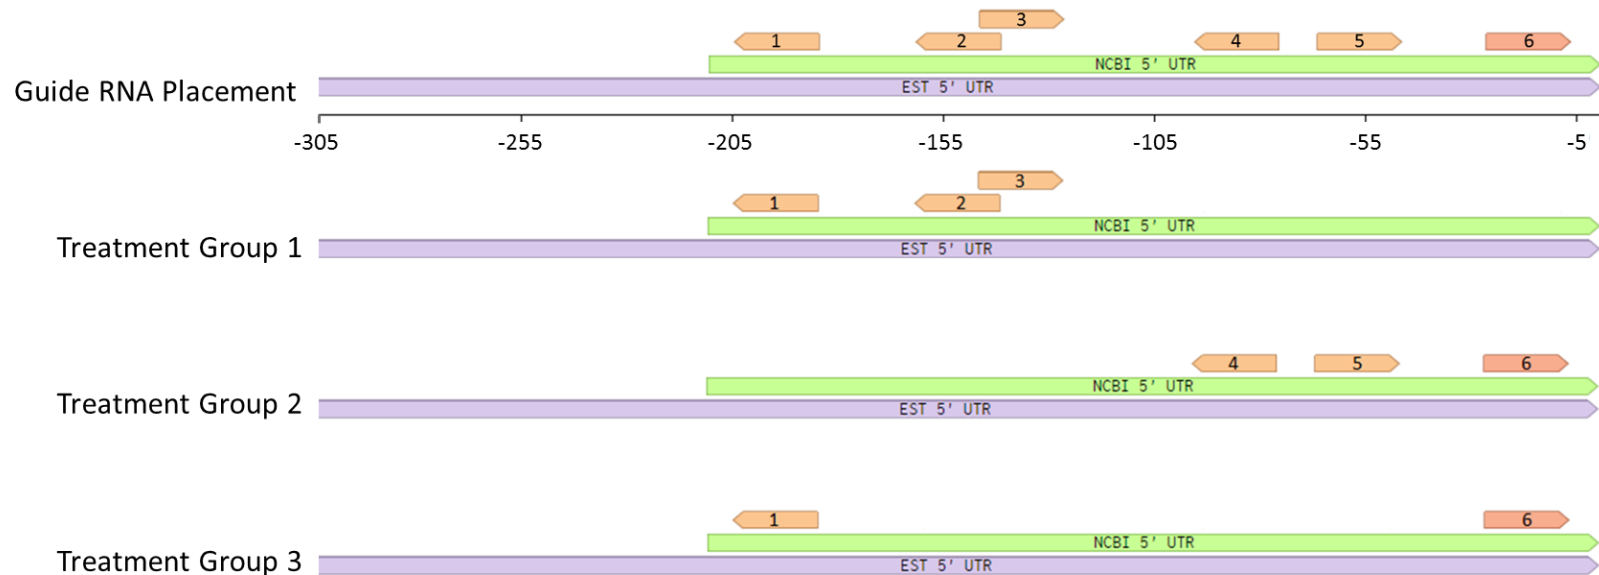 3
1 2 4 5 6
NCBI 5' UTR
Guide RNA Placement EST 5' UTR
-305 -255 -205 -155 -105 -55 -5
3
1 2
NCBI 5' UTR
Treatment Group 1 EST 5' UTR
4 5 6
NCBI 5' UTR
Treatment Group 2 EST 5' UTR
1 6
NCBI 5' UTR
Treatment Group 3 EST 5' UTR